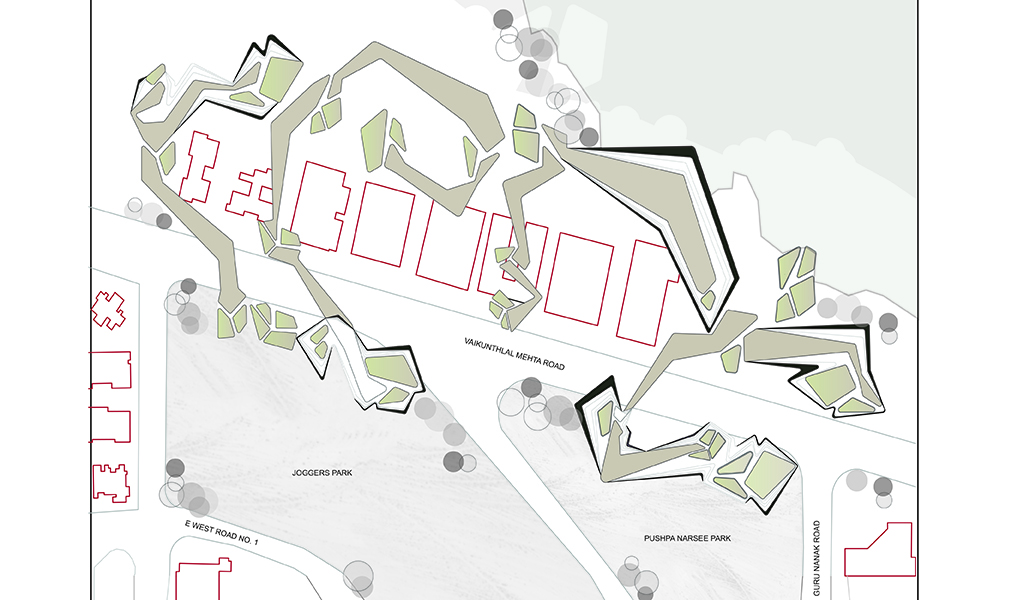 VAIKUNTHLAL MEHTA ROAD
JOGGERS PARK
E WEST ROAD NO. 1
PUSHPA NARSEE PARK
GURU NANAK ROAD